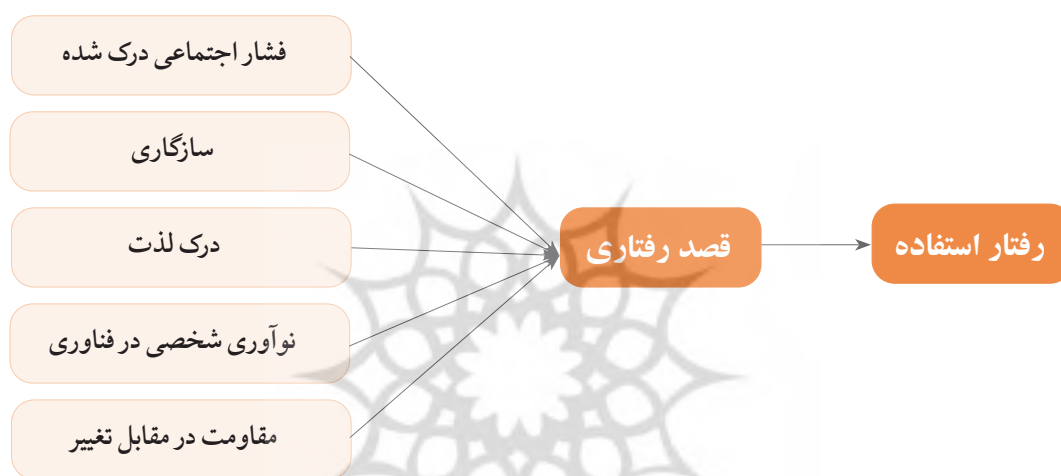 فشار اجتماعی درک شده
سازگاری
درک لذت
نوآوری شخصی در فناوری
مقاومت در مقابل تغییر
قصد رفتاری
رفتار استفاده